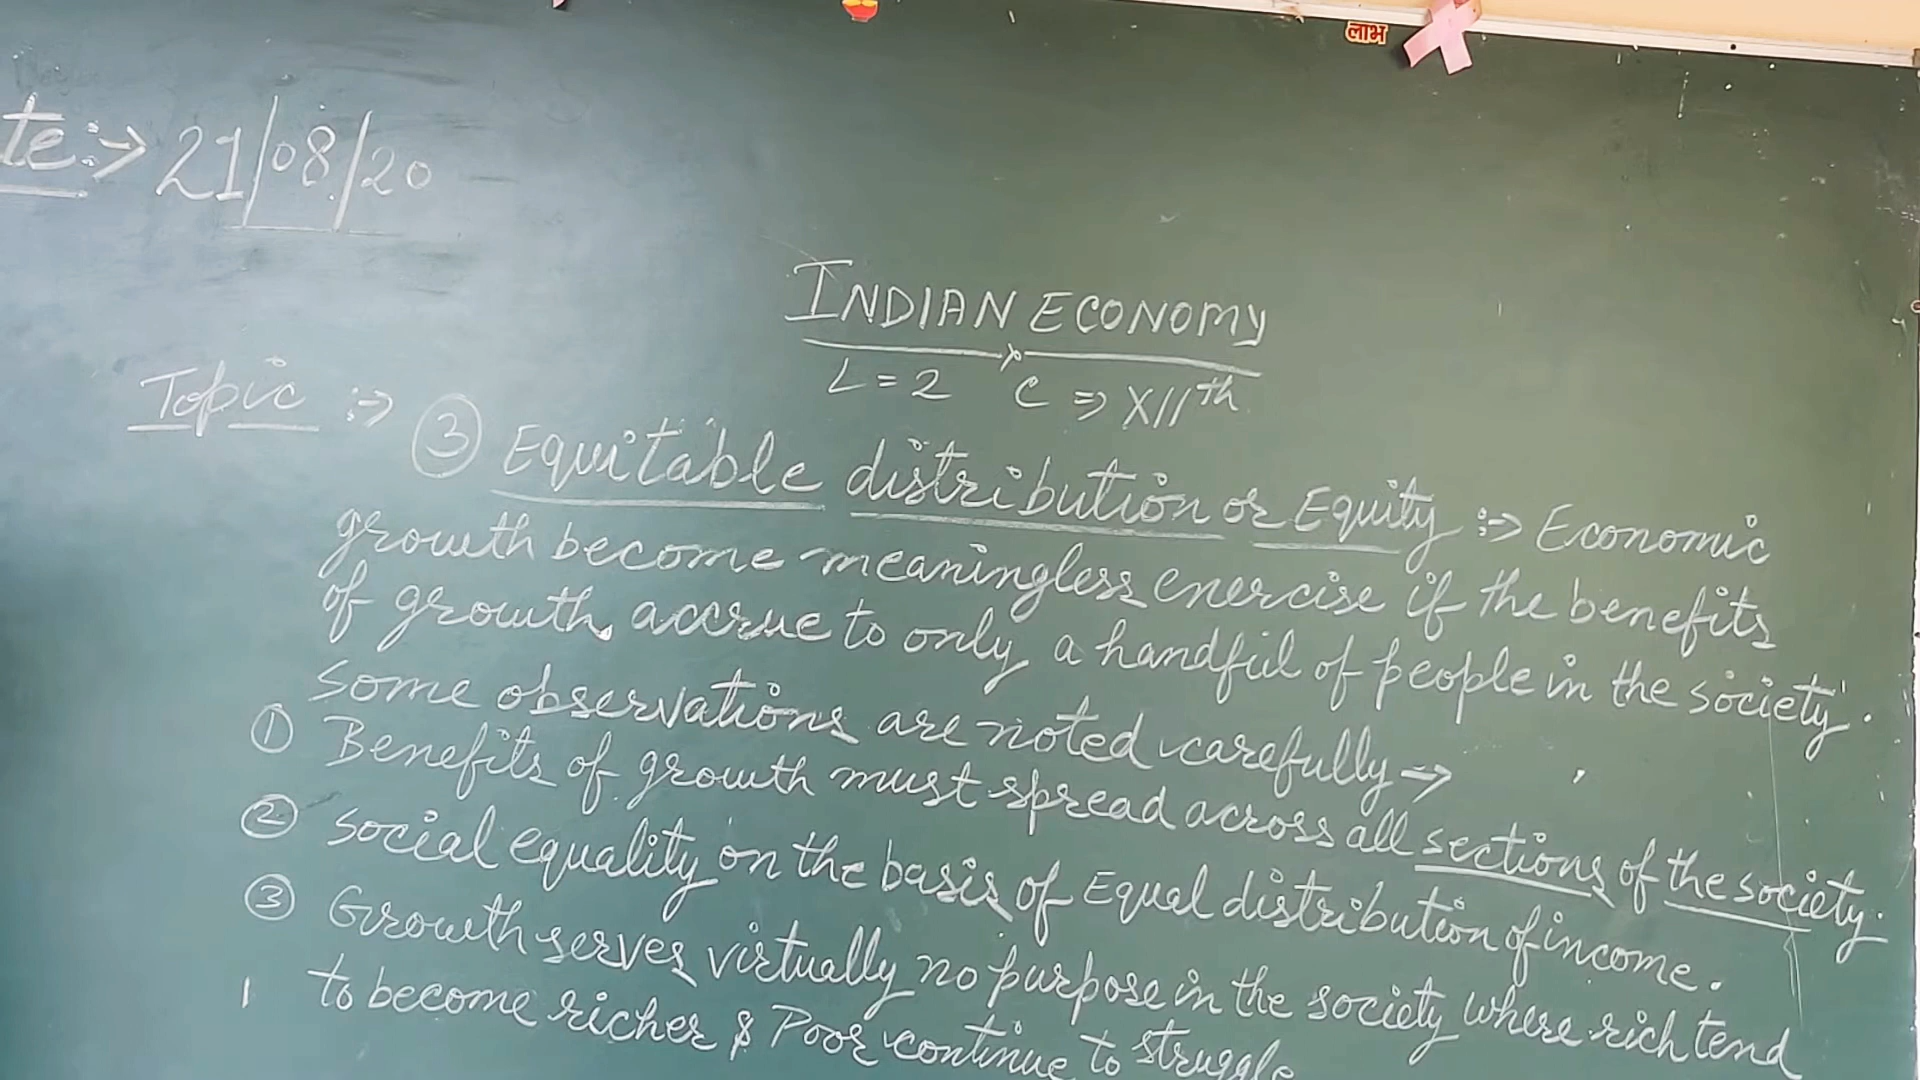 लाभ
te :-> 21/08/20
INDIAN ECONOMY
L=2 C => XIIth
Topic :->
③ Equitable distribution or Equity :-> Economic
growth become meaningless enercise if the benefits
of growth accrue to only a handful of people in the society.
some observations are noted carefully ->
① Benefits of growth must spread across all sections of the society.
② social equality on the basis of Equal distribution of income.
③ Growth serves virtually no purpose in the society where rich tend
to become richer & Poor continue to struggle